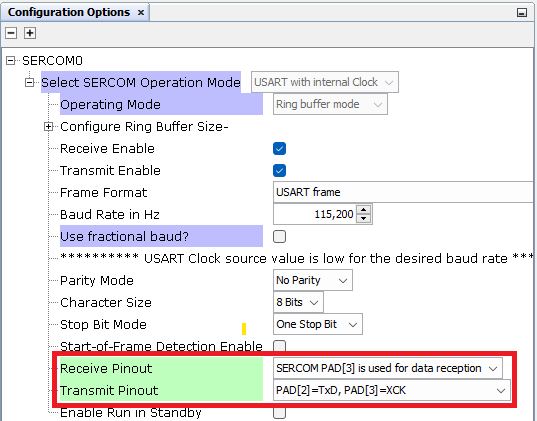 Configuration Options ×
SERCOM0
Select SERCOM Operation Mode USART with internal Clock
Operating Mode Ring buffer mode
Configure Ring Buffer Size-
Receive Enable
Transmit Enable
Frame Format USART frame
Baud Rate in Hz 115,200
Use fractional baud?
********** USART Clock source value is low for the desired baud rate ***
Parity Mode No Parity
Character Size 8 Bits
Stop Bit Mode One Stop Bit
Start-of-Frame Detection Enable
Receive Pinout SERCOM PAD[3] is used for data reception
Transmit Pinout PAD[2]=TxD, PAD[3]=XCK
Enable Run in Standby